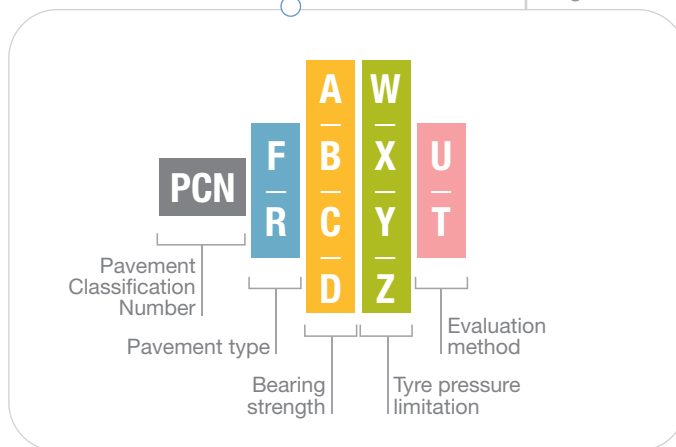 PCN
F
R
A
B
C
D
W
X
Y
Z
U
T
Pavement
Classification
Number
Pavement type
Bearing
strength
Tyre pressure
limitation
Evaluation
method